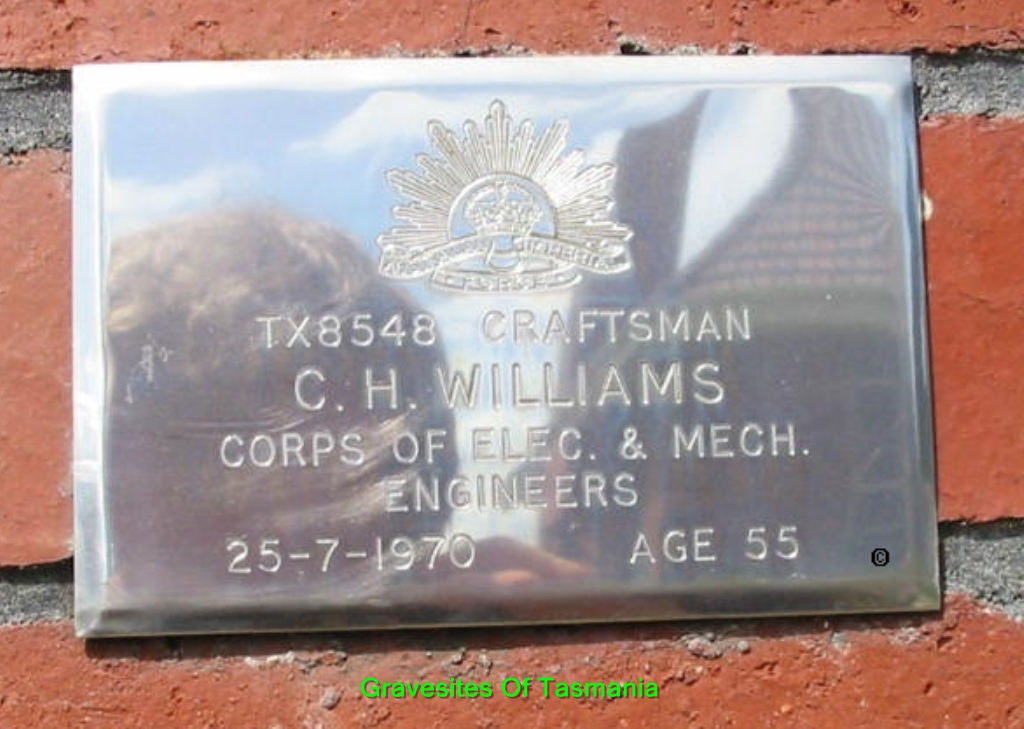 TX8548 CRAFTSMAN
C. H. WILLIAMS
CORPS OF ELEC. & MECH.
ENGINEERS
25-7-1970 AGE 55
©
Gravesites Of Tasmania